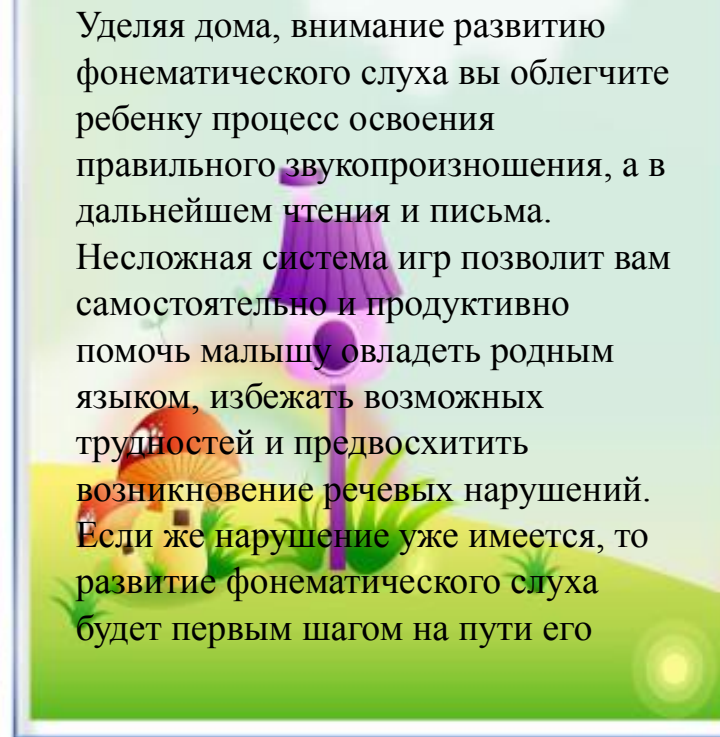 Уделяя дома, внимание развитию
фонематического слуха вы облегчите
ребенку процесс освоения
правильного звукопроизношения, а в
дальнейшем чтения и письма.
Несложная система игр позволит вам
самостоятельно и продуктивно
помочь малышу овладеть родным
языком, избежать возможных
трудностей и предвосхитить
возникновение речевых нарушений.
Если же нарушение уже имеется, то
развитие фонематического слуха
будет первым шагом на пути его